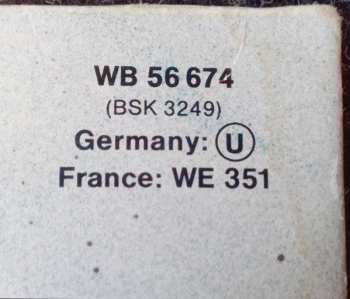 WB 56 674
(BSK 3249)
Germany: Ⓤ
France: WE 351